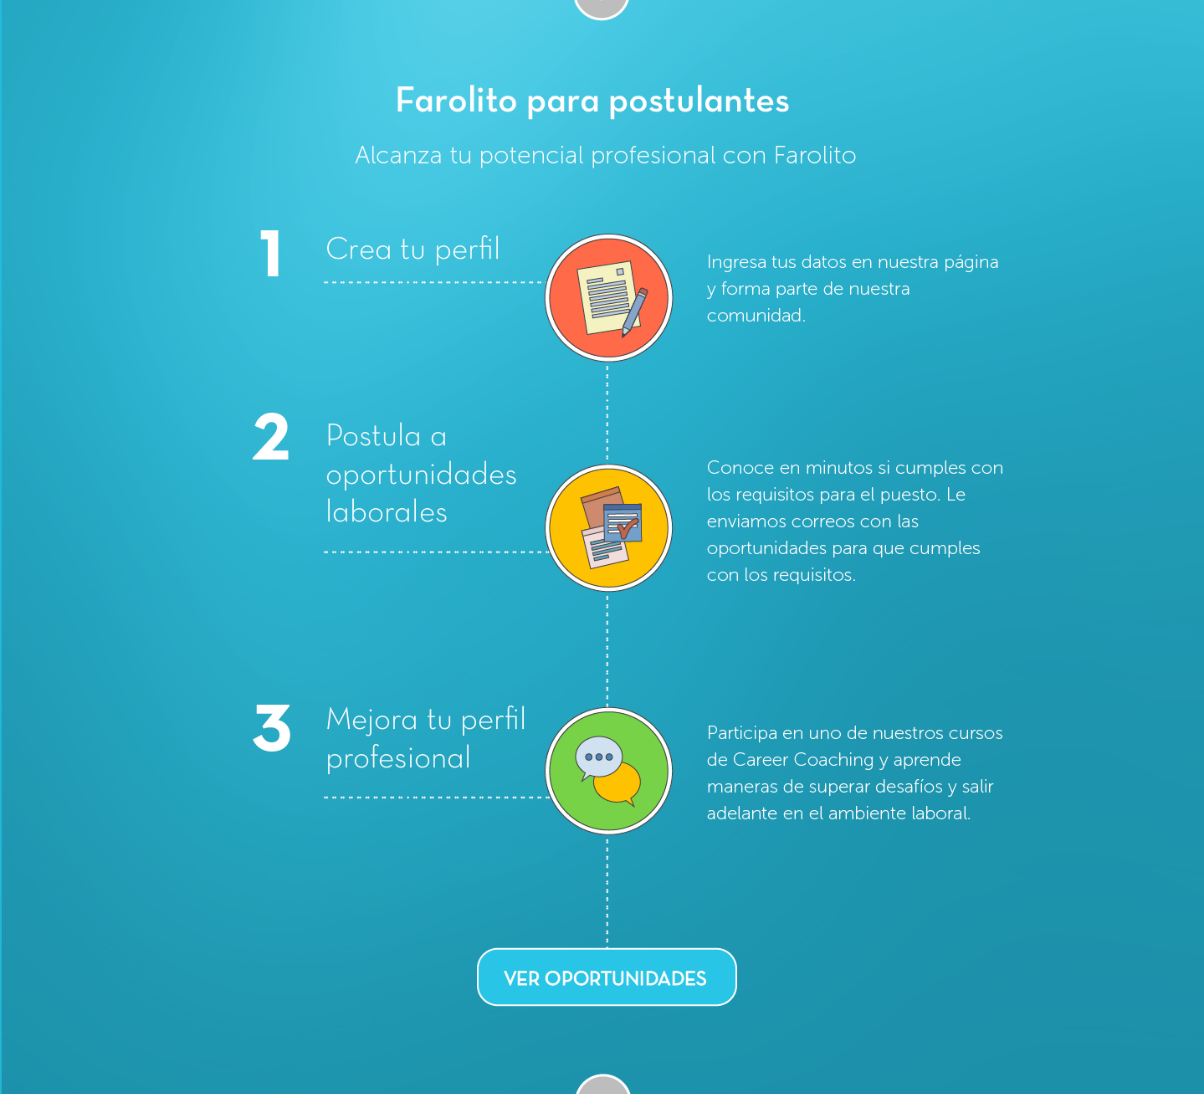 Farolito para postulantes
Alcanza tu potencial profesional con Farolito
1
Crea tu perfil
Ingresa tus datos en nuestra página
y forma parte de nuestra
comunidad.
2
Postula a
oportunidades
laborales
Conoce en minutos si cumples con
los requisitos para el puesto. Le
enviamos correos con las
oportunidades para que cumples
con los requisitos.
3
Mejora tu perfil
profesional
Participa en uno de nuestros cursos
de Career Coaching y aprende
maneras de superar desafíos y salir
adelante en el ambiente laboral.
VER OPORTUNIDADES